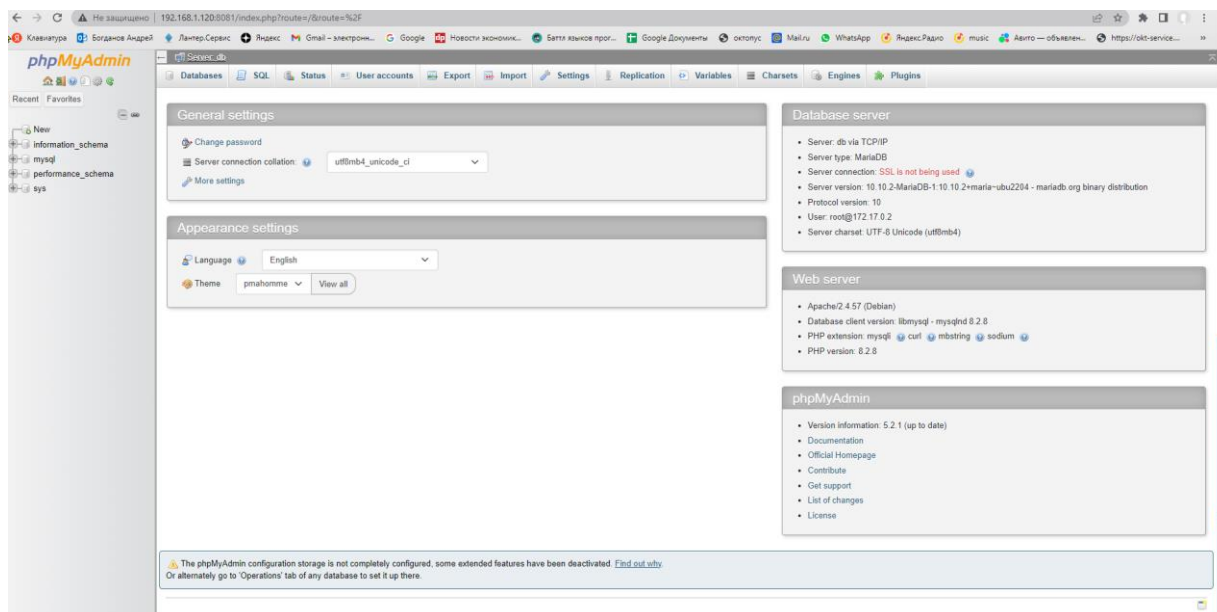 Не защищено | 192.168.1.120:8081/index.php?route=/&route=%2F
Клавиатура Богданов Андрей Лантер.Сервис Яндекс Gmail – электронн... Google Новости экономик... Баттл языков прог... Google Документы октопус Mail.ru WhatsApp Яндекс.Радио music Авито — объявлен... https://okt-service... »
phpMyAdmin
Recent Favorites
New
information_schema
mysql
performance_schema
sys
Server: db
Databases SQL Status User accounts Export Import Settings Replication Variables Charsets Engines Plugins
General settings
Change password
Server connection collation: utf8mb4_unicode_ci
More settings
Appearance settings
Language English
Theme pmahomme View all
Database server
• Server: db via TCP/IP
• Server type: MariaDB
• Server connection: SSL is not being used
• Server version: 10.10.2-MariaDB-1:10.10.2+maria~ubu2204 - mariadb.org binary distribution
• Protocol version: 10
• User: root@172.17.0.2
• Server charset: UTF-8 Unicode (utf8mb4)
Web server
• Apache/2.4.57 (Debian)
• Database client version: libmysql - mysqlnd 8.2.8
• PHP extension: mysqli curl mbstring sodium
• PHP version: 8.2.8
phpMyAdmin
• Version information: 5.2.1 (up to date)
• Documentation
• Official Homepage
• Contribute
• Get support
• List of changes
• License
The phpMyAdmin configuration storage is not completely configured, some extended features have been deactivated. Find out why.
Or alternately go to 'Operations' tab of any database to set it up there.